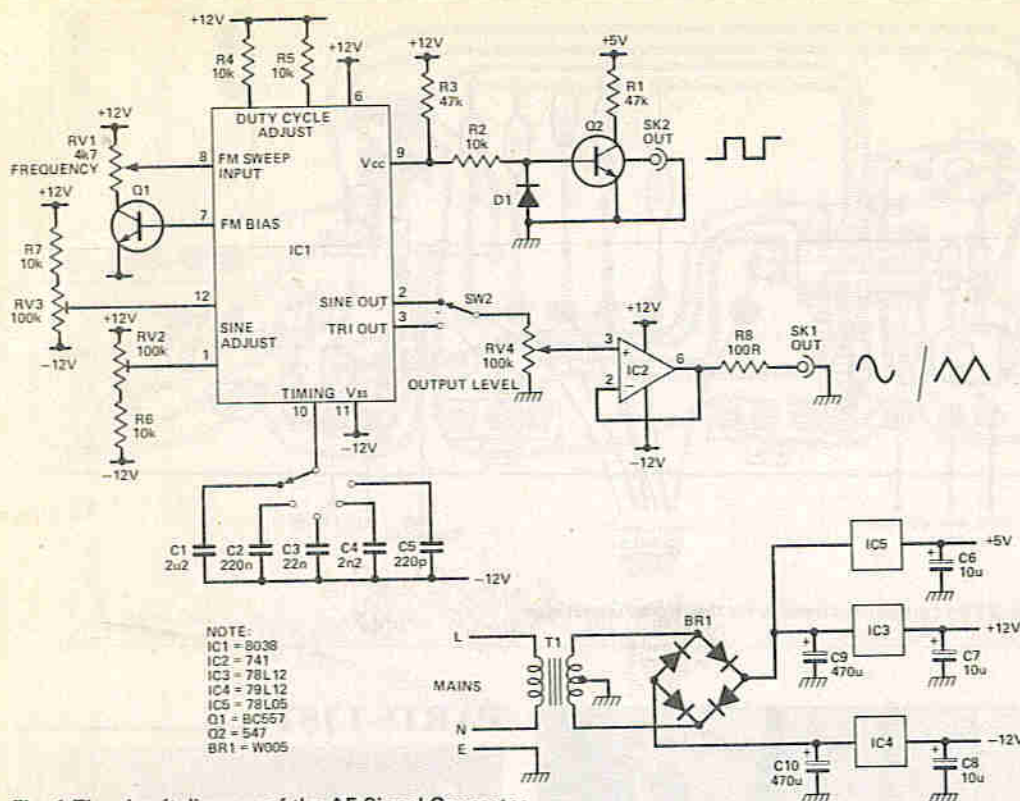 +12V
R4
10k
R5
10k
+12V
6
DUTY CYCLE
ADJUST
+12V
RV1
4k7
FREQUENCY
8
FM SWEEP
INPUT
Q1
7
FM BIAS
IC1
+12V
R7
10k
RV3
100k
-12V
12
SINE
ADJUST
+12V
RV2
100k
1
R6
10k
-12V
Vcc
9
+12V
R3
47k
R2
10k
D1
+5V
R1
47k
Q2
SK2
OUT
SINE OUT
2
TRI OUT
3
SW2
RV4
100k
OUTPUT LEVEL
+12V
3
+
IC2
2
−
6
-12V
R8
100R
SK1
OUT
TIMING
10
Vss
11
-12V
C1
2u2
C2
220n
C3
22n
C4
2n2
C5
220p
-12V
NOTE:
IC1 = 8038
IC2 = 741
IC3 = 78L12
IC4 = 79L12
IC5 = 78L05
Q1 = BC557
Q2 = 547
BR1 = W005
L
MAINS
N
E
T1
BR1
IC5
+
C6
10u
+5V
+
C9
470u
IC3
+
C7
10u
+12V
+
C10
470u
IC4
+
C8
10u
-12V